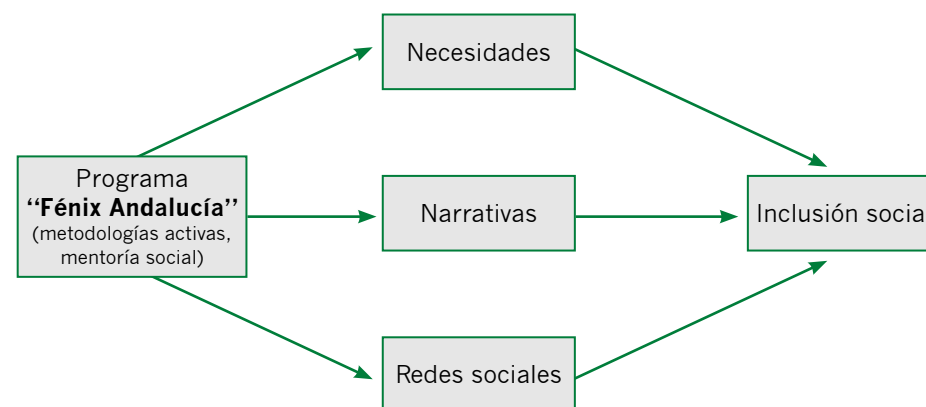 Necesidades
Programa
“Fénix Andalucía”
(metodologías activas,
mentoría social)
Narrativas
Inclusión socia
Redes sociales